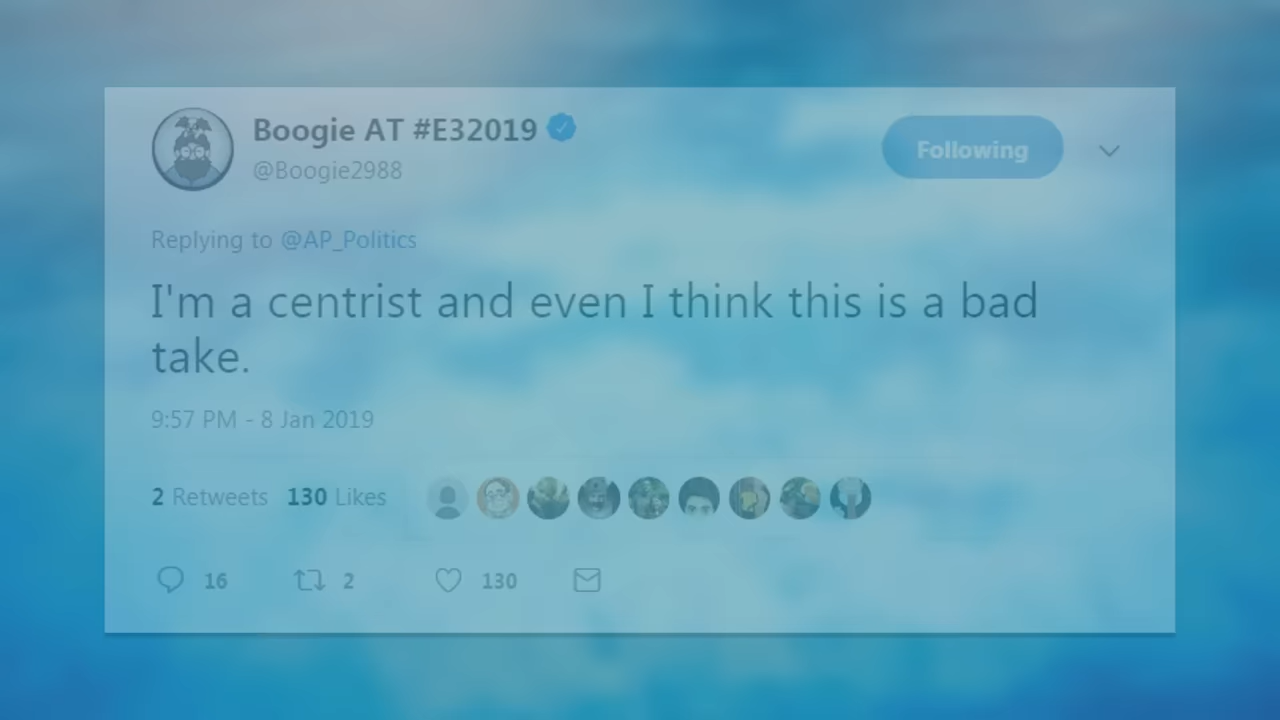 Boogie AT #E32019
@Boogie2988
Following
Replying to @AP_Politics
I'm a centrist and even I think this is a bad
take.
9:57 PM - 8 Jan 2019
2 Retweets 130 Likes
16 2 130